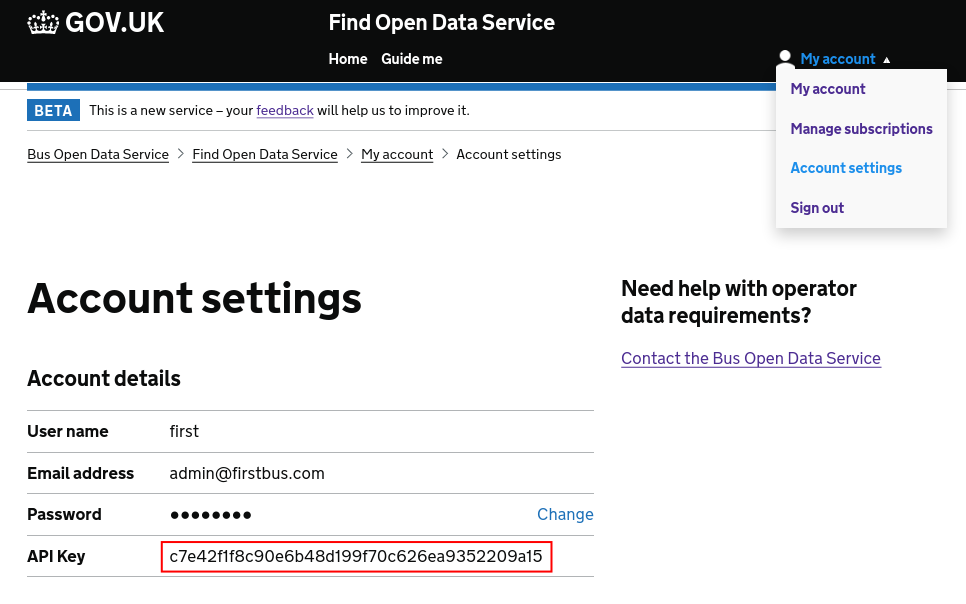 GOV.UK
Find Open Data Service
Home Guide me
My account ▲
My account
Manage subscriptions
Account settings
Sign out
BETA This is a new service – your feedback will help us to improve it.
Bus Open Data Service > Find Open Data Service > My account > Account settings
Account settings
Account details
User name first
Email address admin@firstbus.com
Password ●●●●●●●● Change
API Key c7e42f1f8c90e6b48d199f70c626ea9352209a15
Need help with operator
data requirements?
Contact the Bus Open Data Service